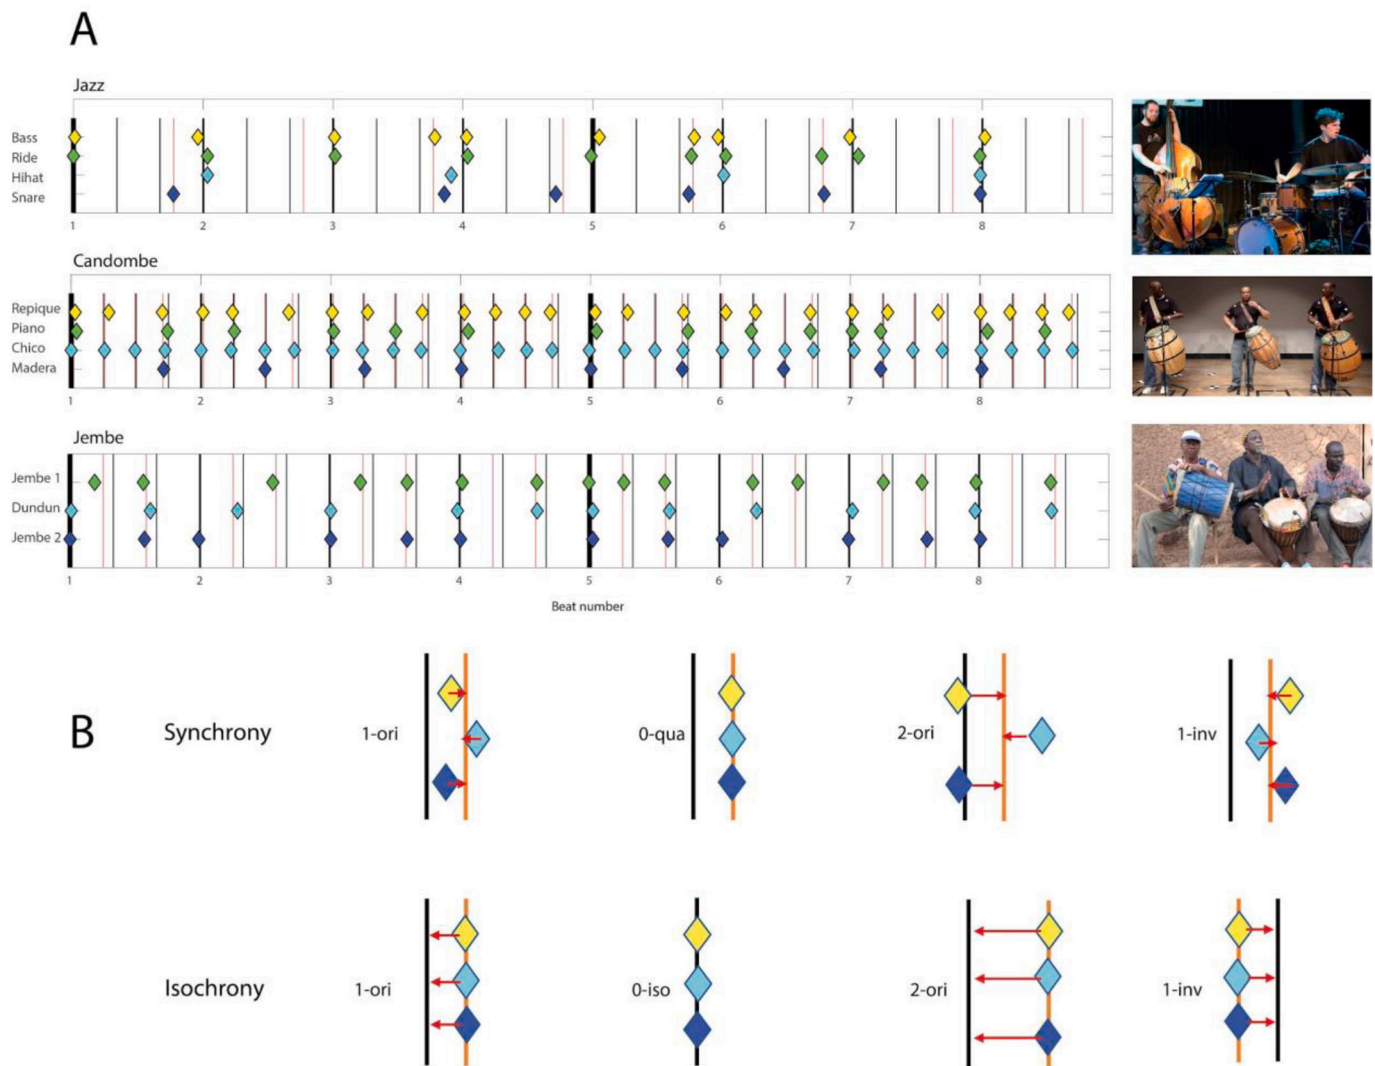 A
Jazz
Bass
Ride
Hihat
Snare
1 2 3 4 5 6 7 8
Candombe
Repique
Piano
Chico
Madera
1 2 3 4 5 6 7 8
Jembe
Jembe 1
Dundun
Jembe 2
1 2 3 4 5 6 7 8
Beat number
B
Synchrony 1-ori 0-qua 2-ori 1-inv
Isochrony 1-ori 0-iso 2-ori 1-inv